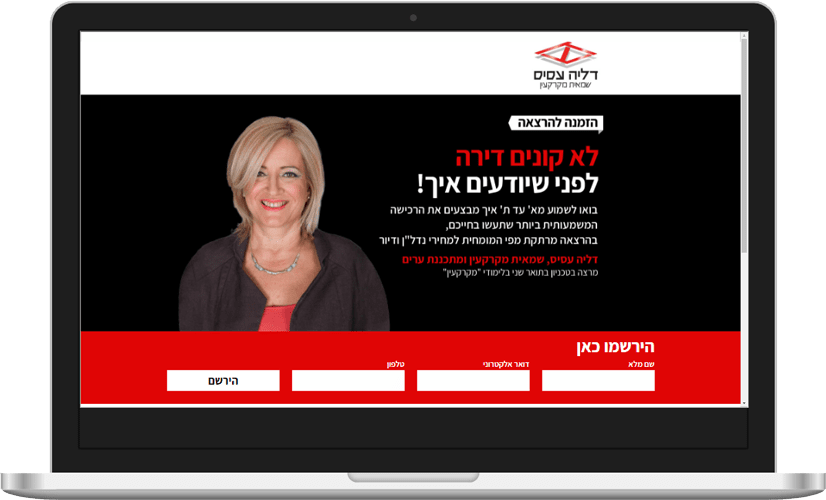 דליה עסיס
שמאית מקרקעין
הזמנה להרצאה
לא קונים דירה
לפני שיודעים איך!
בואו לשמוע מא' עד ת' איך מבצעים את הרכישה
המשמעותית ביותר שתעשו בחייכם,
בהרצאה מרתקת מפי המומחית למחירי נדל"ן ודיור
דליה עסיס, שמאית מקרקעין ומתכננת ערים
מרצה בטכניון בתואר שני בלימודי "מקרקעין"
הירשמו כאן
שם מלא
דואר אלקטרוני
טלפון
הירשם